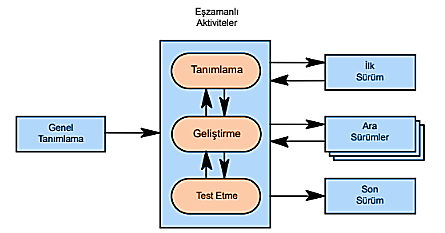 Eşzamanlı
Aktiviteler
Tanımlama
İlk
Sürüm
Genel
Tanımlama
Geliştirme
Ara
Sürümler
Test Etme
Son
Sürüm